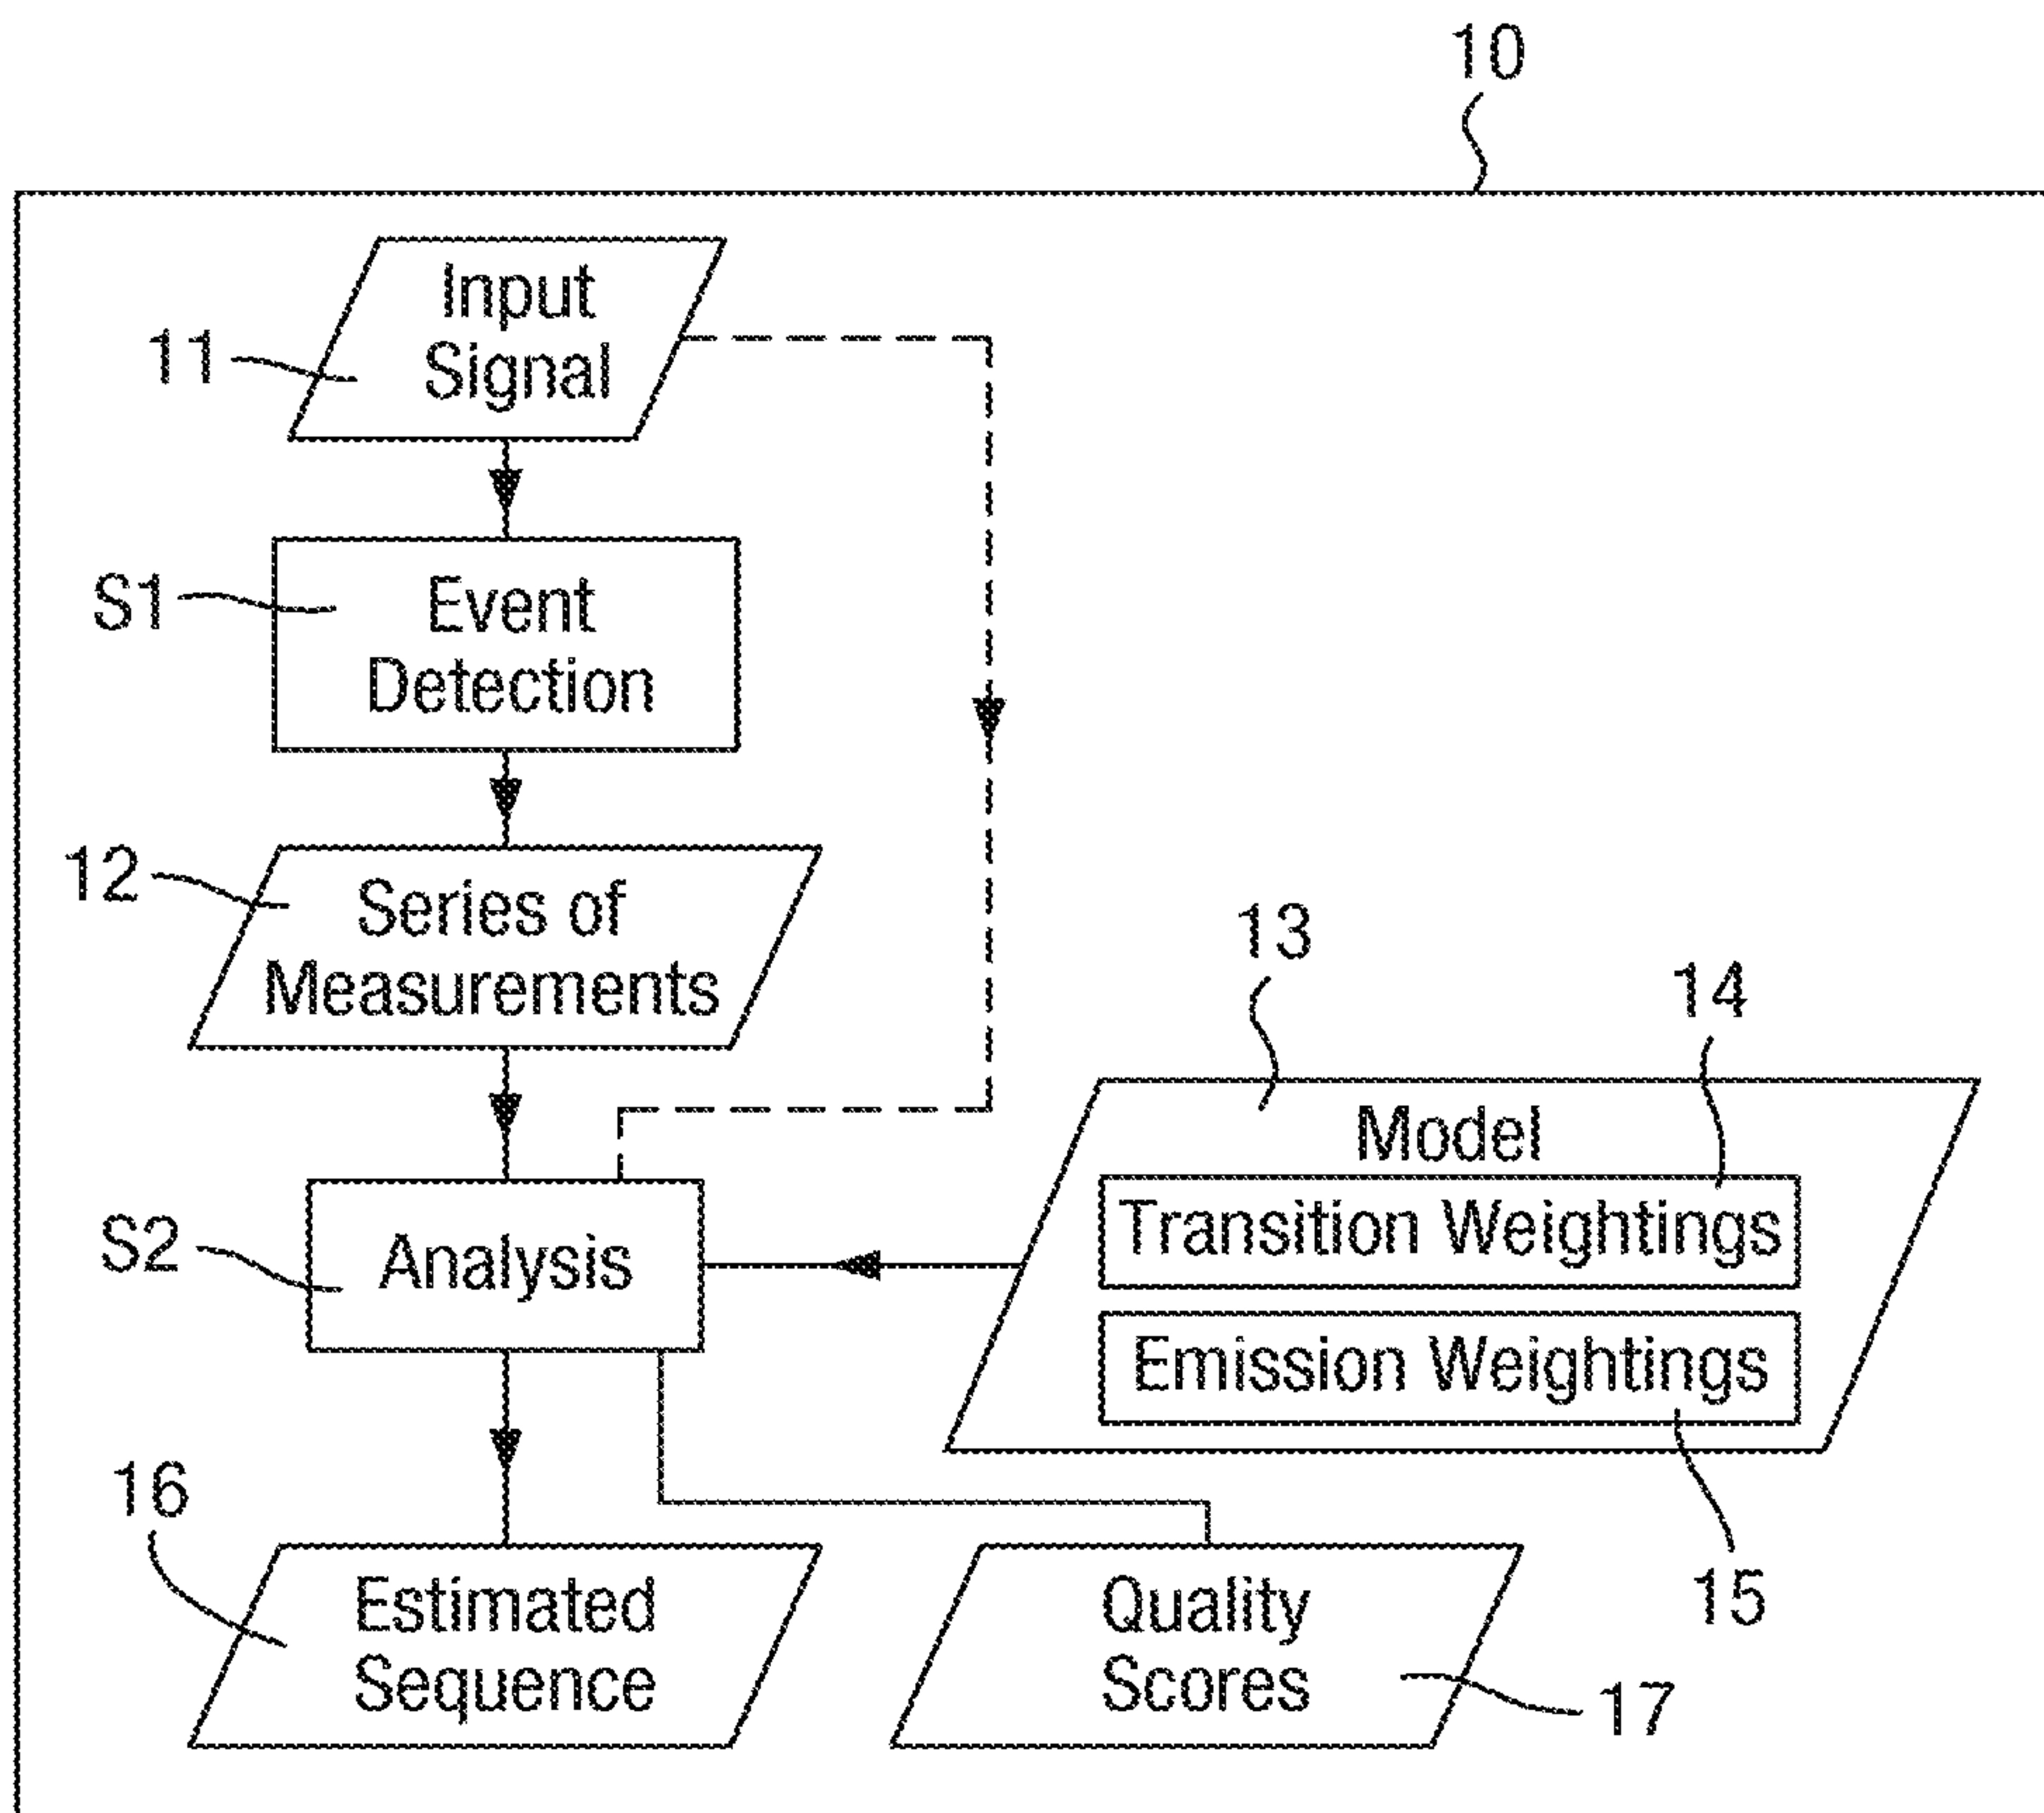 10
Input
Signal
11
S1
Event
Detection
12
Series of
Measurements
13
14
Model
Transition Weightings
S2
Analysis
Emission Weightings
15
16
Estimated
Sequence
Quality
Scores
17